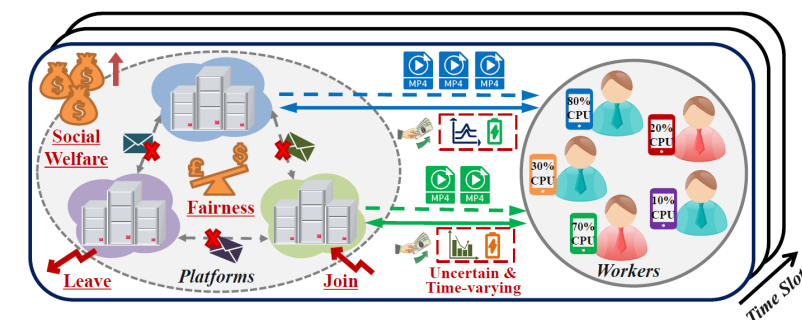 Social
Welfare
$
$
$
£
$
Fairness
Leave
Platforms
Join
MP4
MP4
MP4
MP4
MP4
Uncertain &
Time-varying
80%
CPU
20%
CPU
30%
CPU
10%
CPU
70%
CPU
Workers
Time Slot